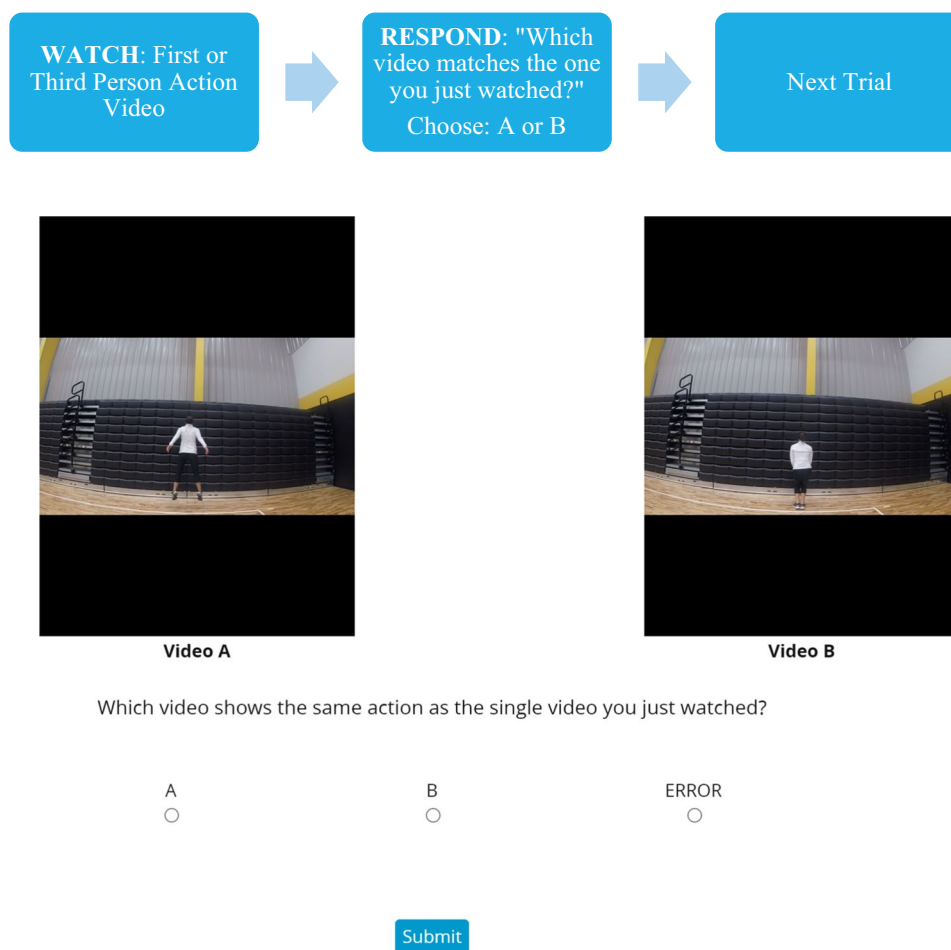 WATCH: First or
Third Person Action
Video
RESPOND: "Which
video matches the one
you just watched?"
Choose: A or B
Next Trial
Video A
Video B
Which video shows the same action as the single video you just watched?
A
B
ERROR
Submit